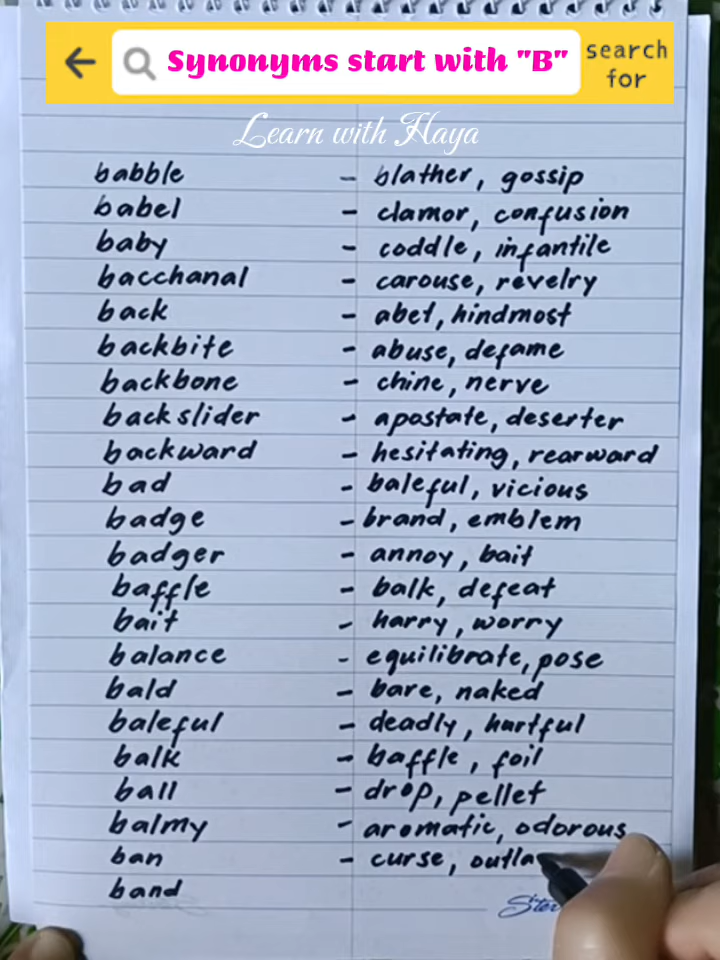 Synonyms start with "B"
search
for
Learn with Haya
babble - blather, gossip
babel - clamor, confusion
baby - coddle, infantile
bacchanal - carouse, revelry
back - abet, hindmost
backbite - abuse, defame
backbone - chine, nerve
backslider - apostate, deserter
backward - hesitating, rearward
bad - baleful, vicious
badge - brand, emblem
badger - annoy, bait
baffle - balk, defeat
bait - harry, worry
balance - equilibrate, pose
bald - bare, naked
baleful - deadly, hurtful
balk - baffle, foil
ball - drop, pellet
balmy - aromatic, odorous
ban - curse, outla
band